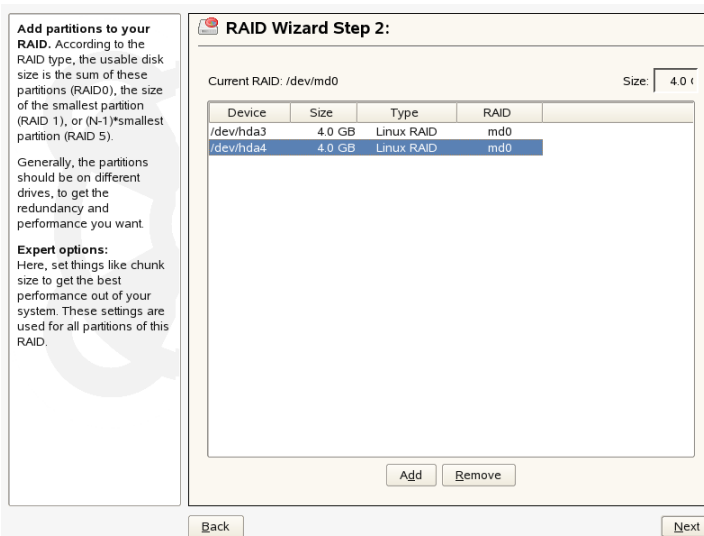 Add partitions to your
RAID. According to the
RAID type, the usable disk
size is the sum of these
partitions (RAID0), the size
of the smallest partition
(RAID 1), or (N-1)*smallest
partition (RAID 5).
Generally, the partitions
should be on different
drives, to get the
redundancy and
performance you want.
Expert options:
Here, set things like chunk
size to get the best
performance out of your
system. These settings are
used for all partitions of this
RAID.
RAID Wizard Step 2:
Current RAID: /dev/md0 Size: 4.0
Device Size Type RAID
/dev/hda3 4.0 GB Linux RAID md0
/dev/hda4 4.0 GB Linux RAID md0
Add Remove
Back Next